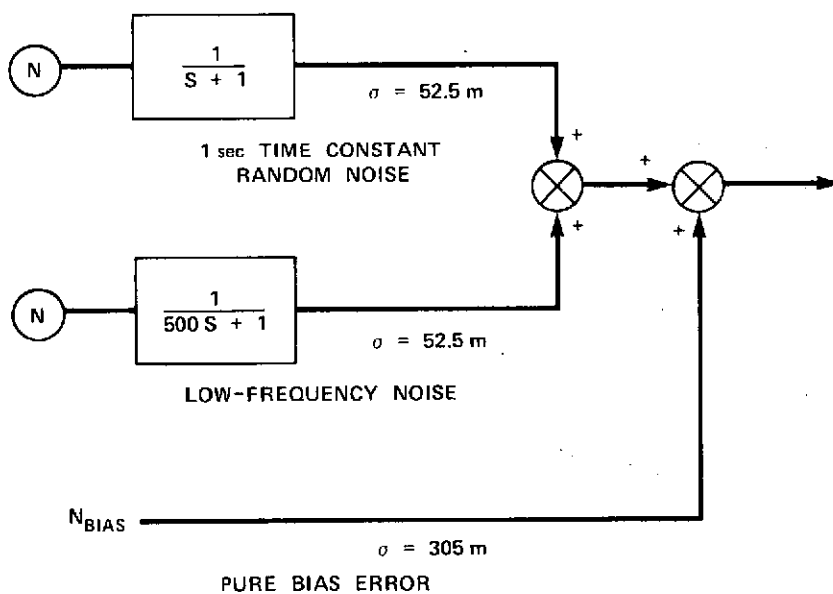 N
1
S + 1
σ = 52.5 m
1 sec TIME CONSTANT
RANDOM NOISE
+
+
+
+
N
1
500 S + 1
σ = 52.5 m
LOW-FREQUENCY NOISE
N_BIAS
σ = 305 m
PURE BIAS ERROR